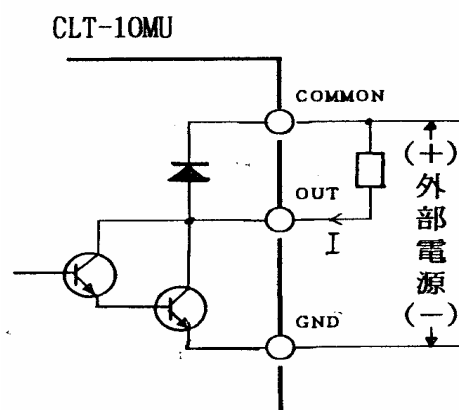 CLT-10MU
COMMON
OUT
I
GND
(+)外部電源(−)